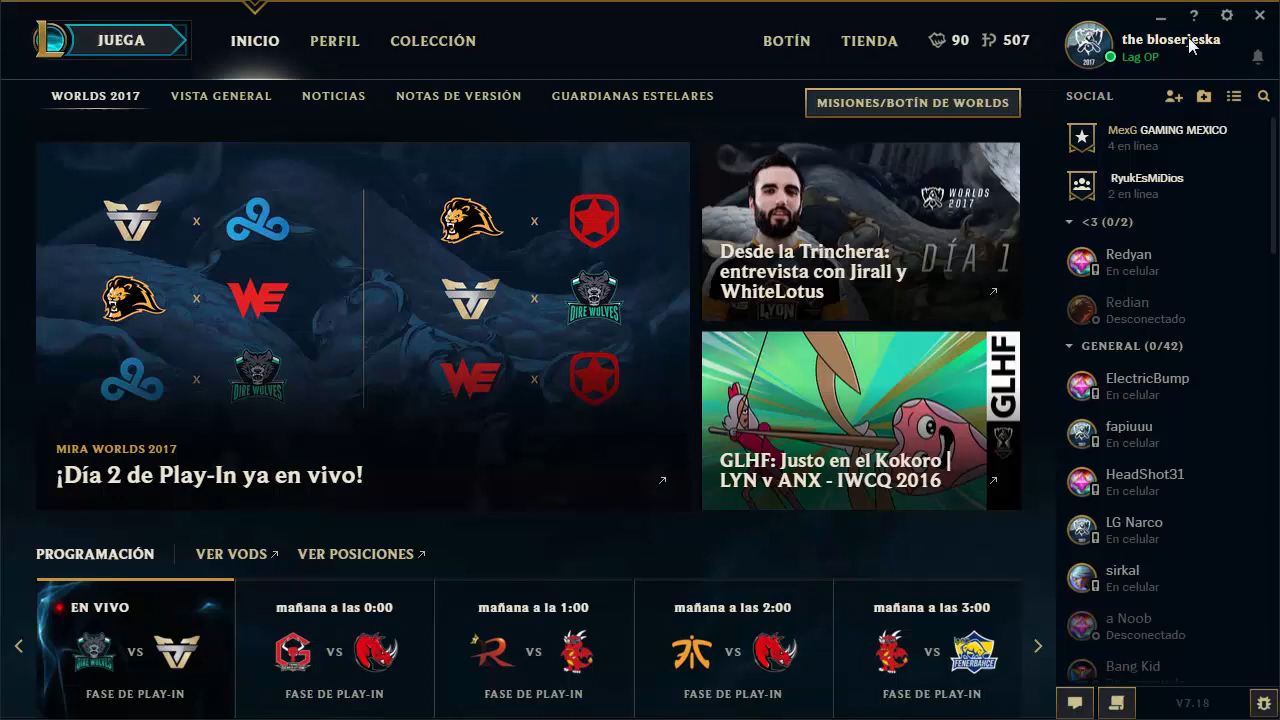 JUEGA
INICIO
PERFIL
COLECCIÓN
BOTÍN
TIENDA
90
507
?
the bloserjeska
Lag OP
2017
WORLDS 2017
VISTA GENERAL
NOTICIAS
NOTAS DE VERSIÓN
GUARDIANAS ESTELARES
MISIONES/BOTÍN DE WORLDS
x
x
x
x
x
x
MIRA WORLDS 2017
¡Día 2 de Play-In ya en vivo!
WORLDS
2017
DÍA 1
LYON
Desde la Trinchera:
entrevista con Jirall y
WhiteLotus
GLHF
GLHF: Justo en el Kokoro |
LYN v ANX - IWCQ 2016
PROGRAMACIÓN
VER VODS
VER POSICIONES
EN VIVO
VS
FASE DE PLAY-IN
mañana a las 0:00
VS
FASE DE PLAY-IN
mañana a la 1:00
VS
FASE DE PLAY-IN
mañana a las 2:00
VS
FASE DE PLAY-IN
mañana a las 3:00
VS
FENERBAHÇE
FASE DE PLAY-IN
SOCIAL
MexG GAMING MEXICO
4 en línea
RyukEsMiDios
2 en línea
<3 (0/2)
Redyan
En celular
Redian
Desconectado
GENERAL (0/42)
ElectricBump
En celular
fapiuuu
En celular
HeadShot31
En celular
LG Narco
En celular
sirkal
En celular
a Noob
Desconectado
Bang Kid
V7.18